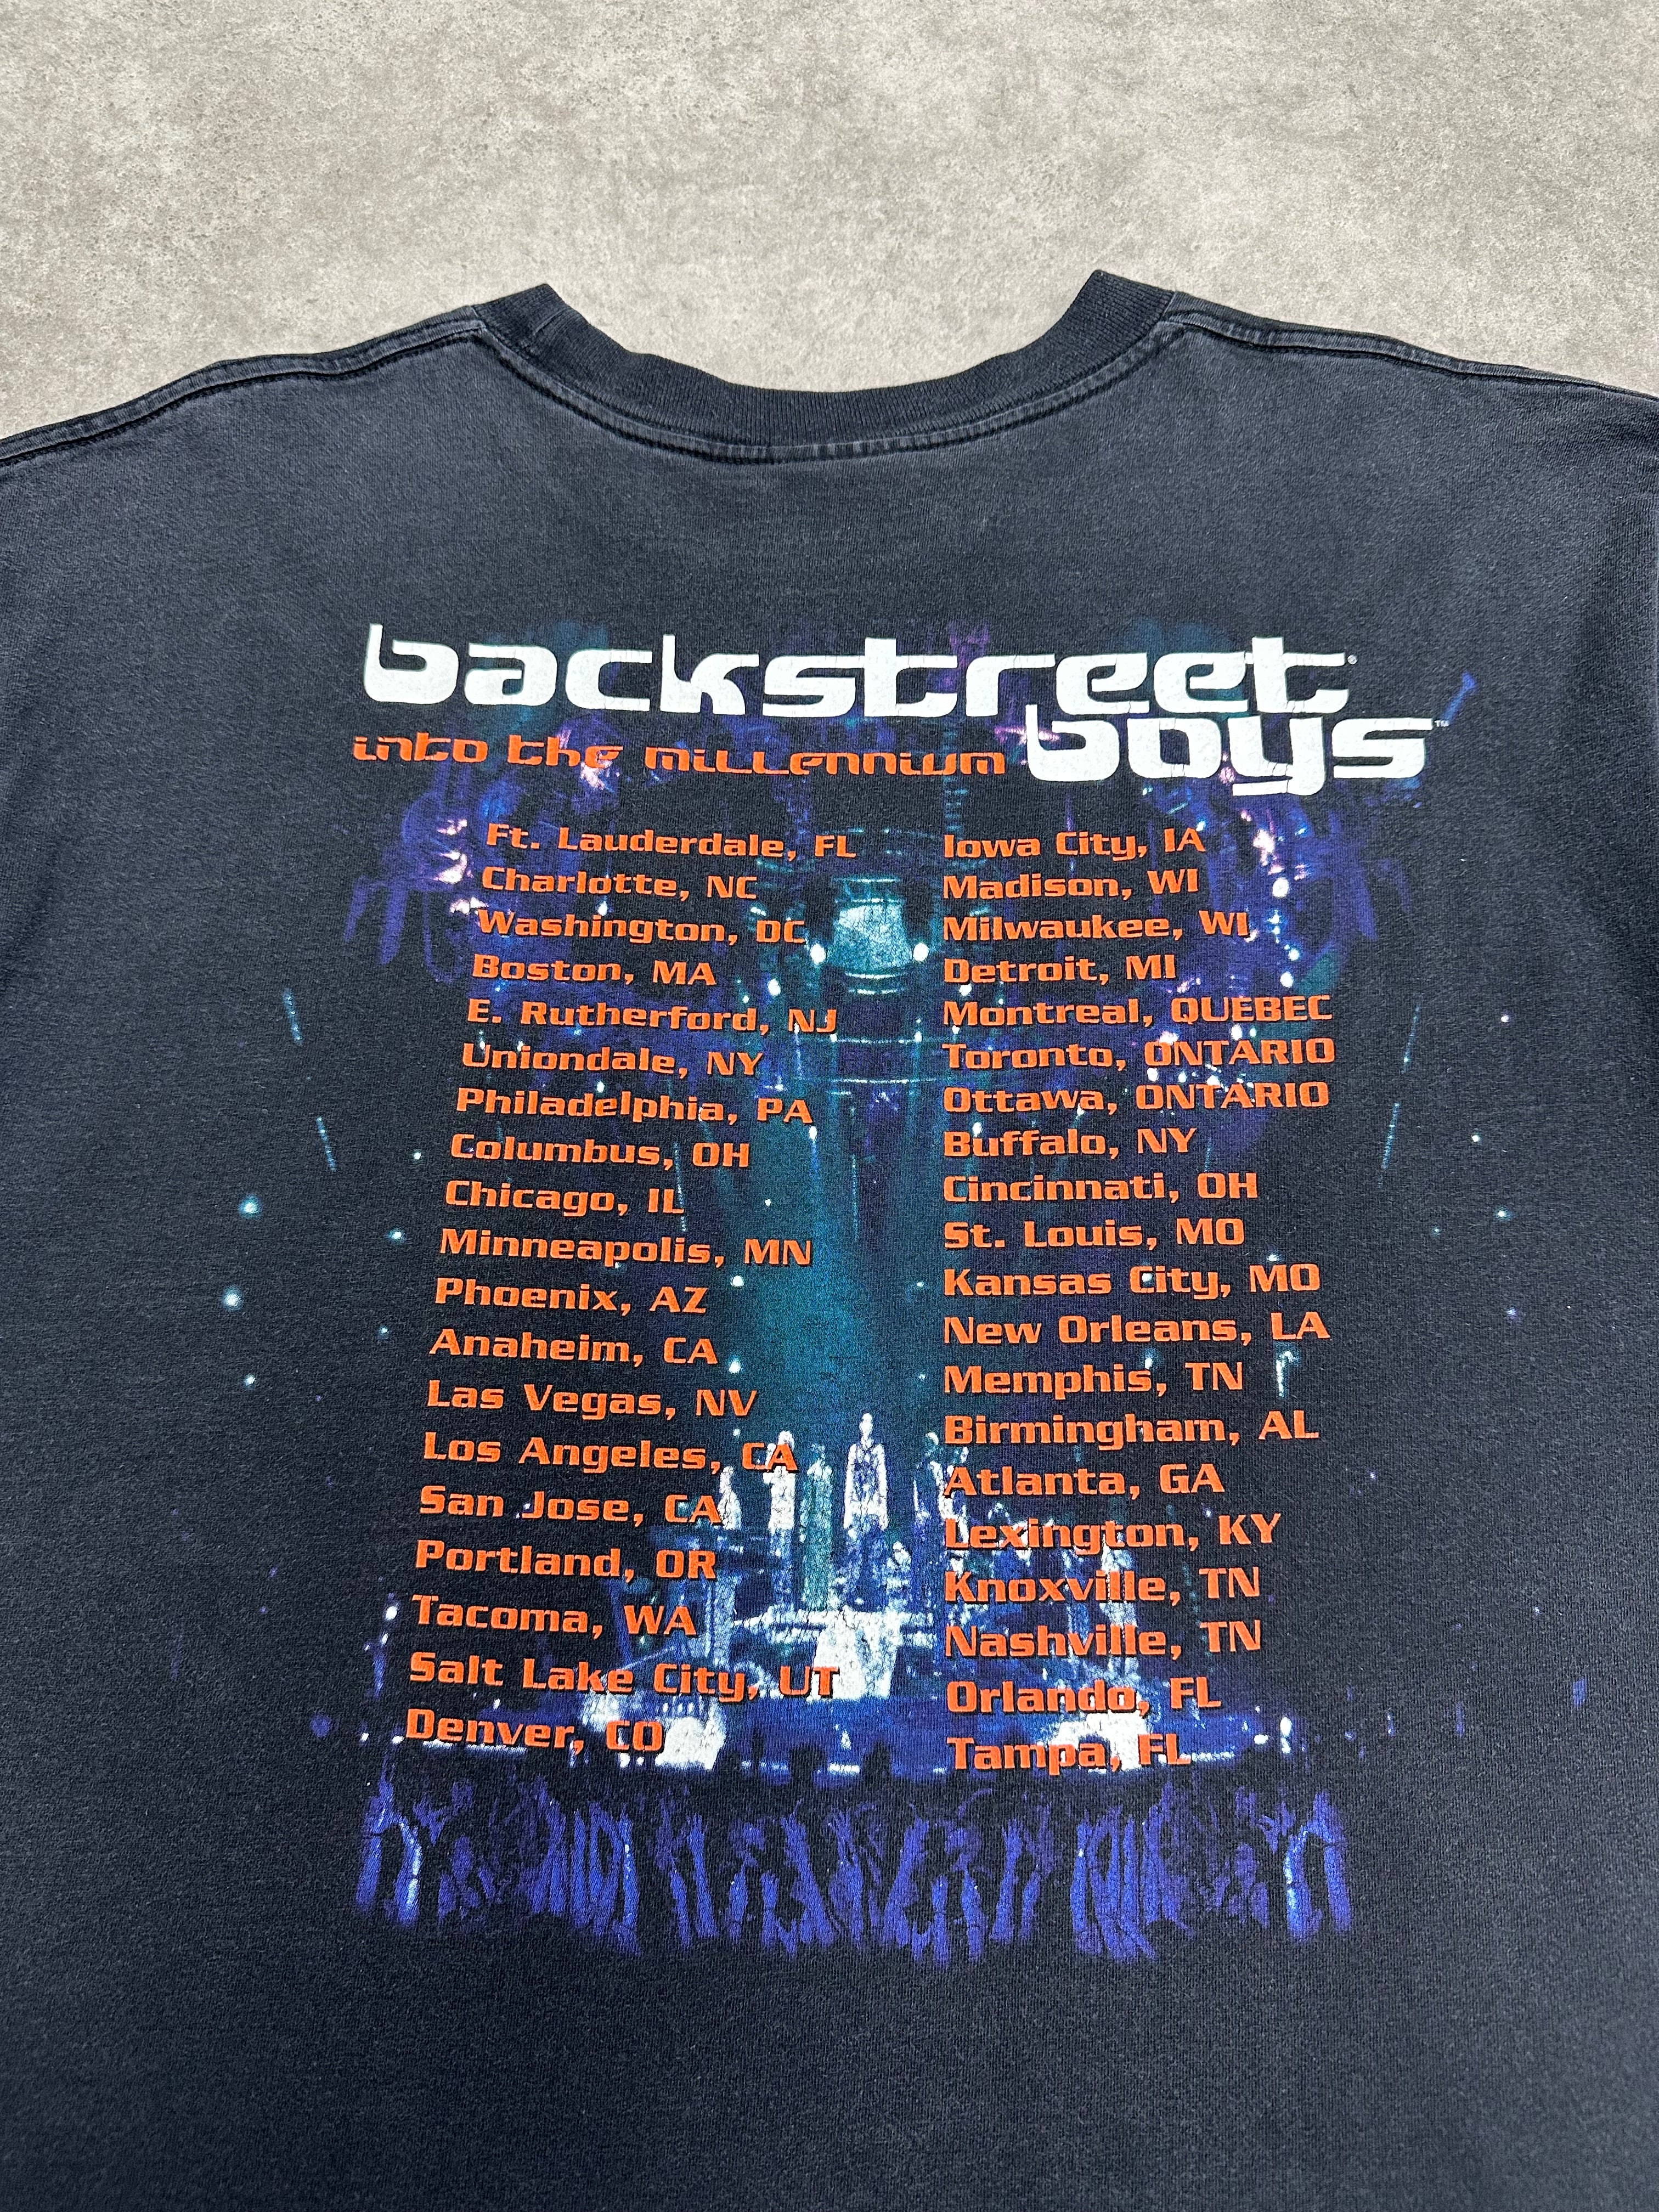 backstreet®
boys™
into the millennium
Ft. Lauderdale, FL
Charlotte, NC
Washington, DC
Boston, MA
E. Rutherford, NJ
Uniondale, NY
Philadelphia, PA
Columbus, OH
Chicago, IL
Minneapolis, MN
Phoenix, AZ
Anaheim, CA
Las Vegas, NV
Los Angeles, CA
San Jose, CA
Portland, OR
Tacoma, WA
Salt Lake City, UT
Denver, CO
Iowa City, IA
Madison, WI
Milwaukee, WI
Detroit, MI
Montreal, QUEBEC
Toronto, ONTARIO
Ottawa, ONTARIO
Buffalo, NY
Cincinnati, OH
St. Louis, MO
Kansas City, MO
New Orleans, LA
Memphis, TN
Birmingham, AL
Atlanta, GA
Lexington, KY
Knoxville, TN
Nashville, TN
Orlando, FL
Tampa, FL